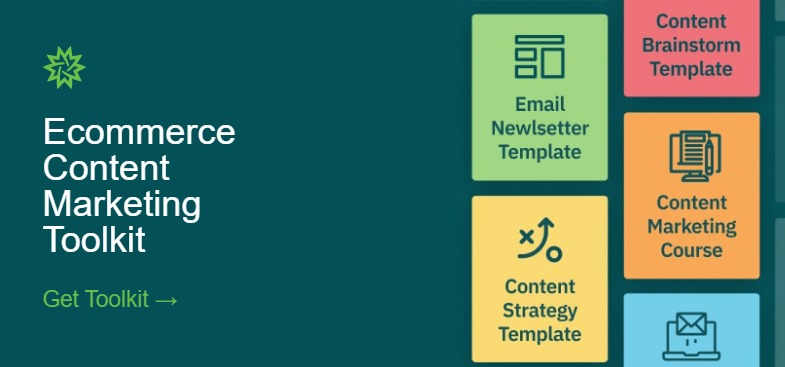 Ecommerce
Content
Marketing
Toolkit
Get Toolkit →
Email
Newlsetter
Template
Content
Strategy
Template
Content
Brainstorm
Template
Content
Marketing
Course